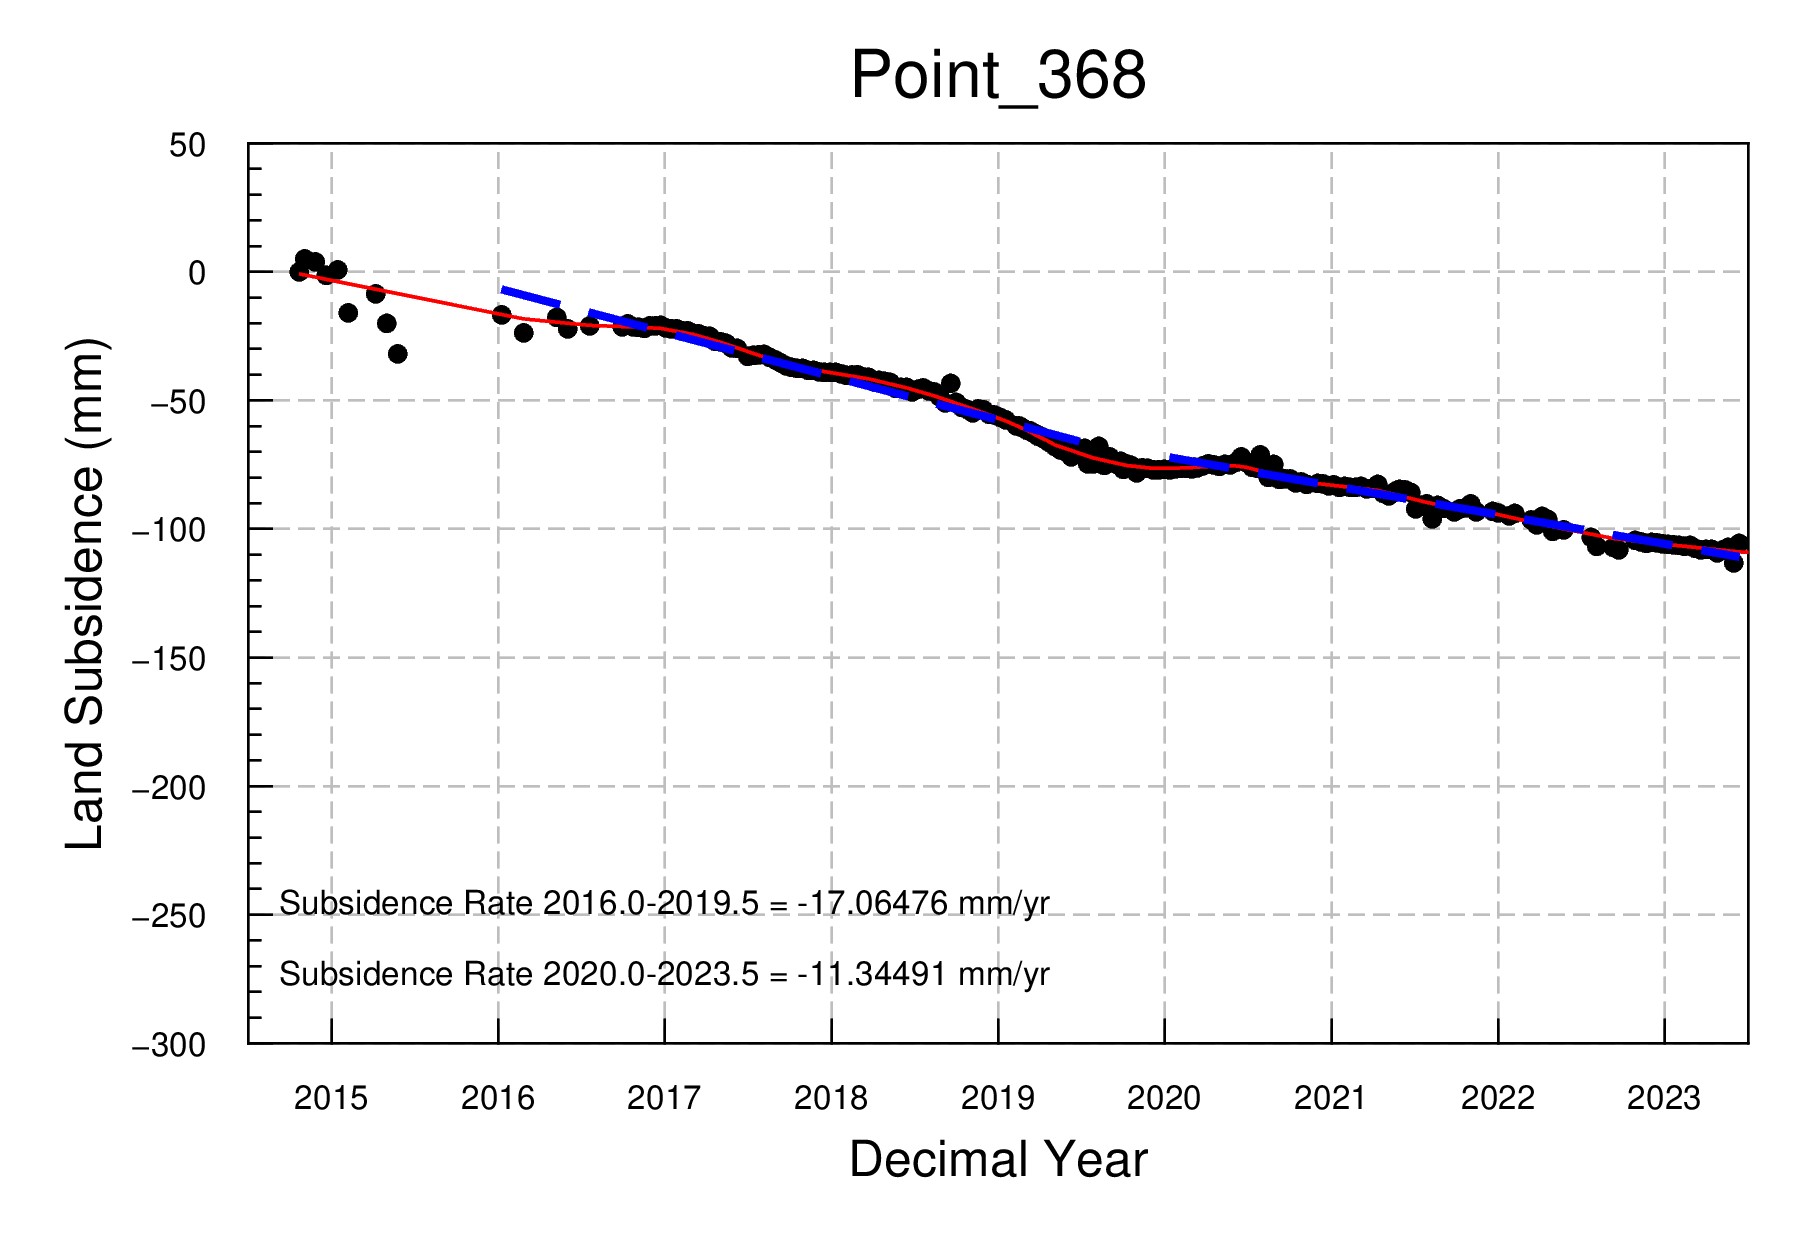 Point_368
50
0
−50
−100
−150
−200
−250
−300
Land Subsidence (mm)
Subsidence Rate 2016.0-2019.5 = -17.06476 mm/yr
Subsidence Rate 2020.0-2023.5 = -11.34491 mm/yr
2015 2016 2017 2018 2019 2020 2021 2022 2023
Decimal Year